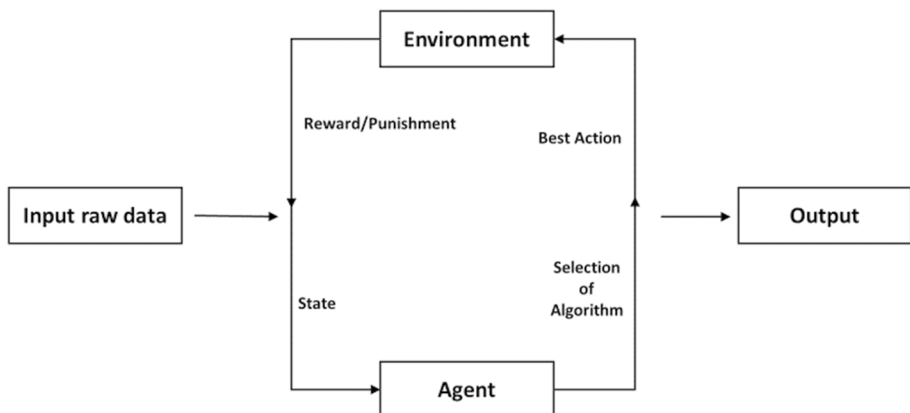 Environment
Reward/Punishment
Best Action
Input raw data
Output
Selection
of
Algorithm
State
Agent